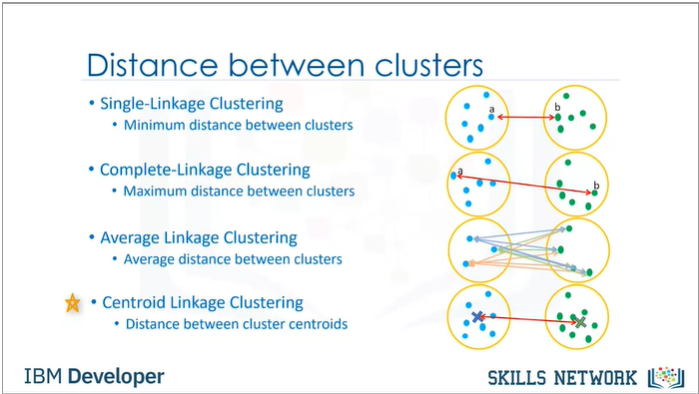 Distance between clusters
• Single-Linkage Clustering
• Minimum distance between clusters
a
b
• Complete-Linkage Clustering
• Maximum distance between clusters
a
b
• Average Linkage Clustering
• Average distance between clusters
• Centroid Linkage Clustering
• Distance between cluster centroids
IBM Developer
SKILLS NETWORK